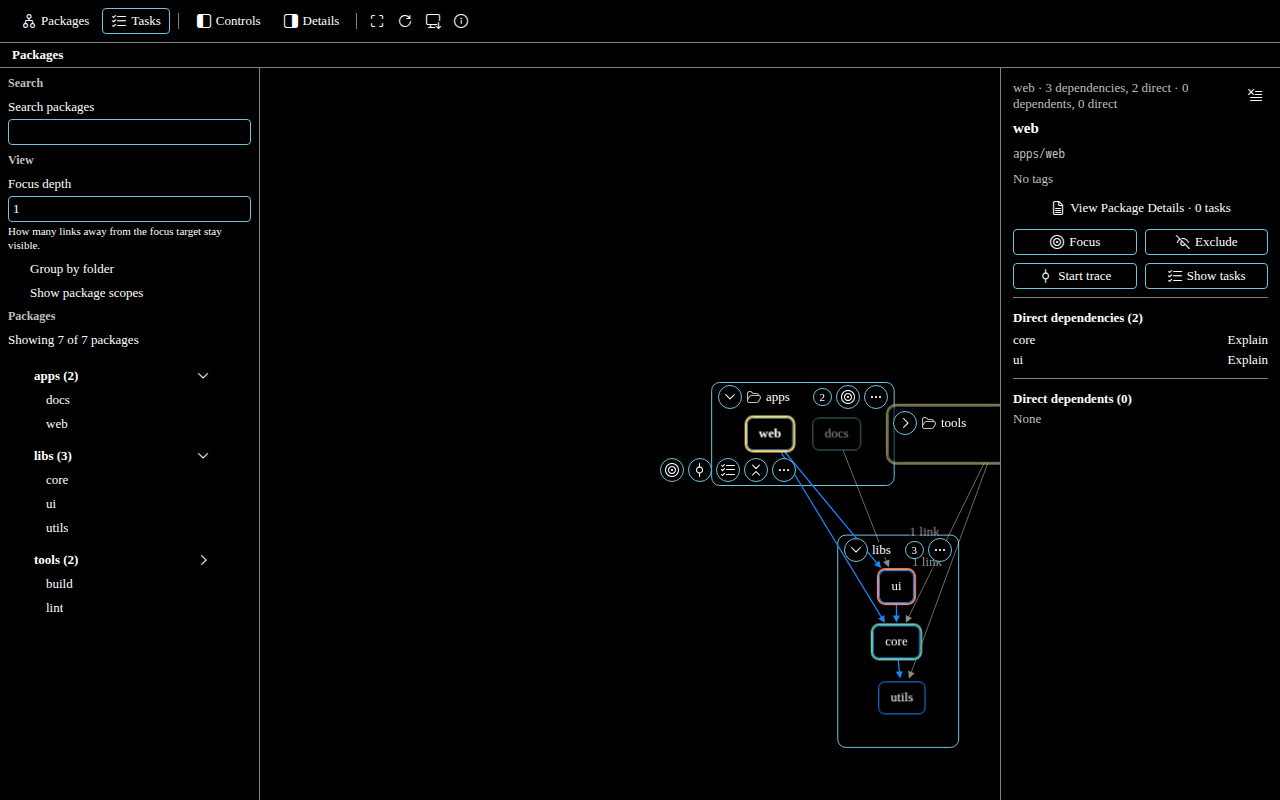 Packages
Tasks
Controls
Details
Packages
Search
Search packages
View
Focus depth
1
How many links away from the focus target stay
visible.
Group by folder
Show package scopes
Packages
Showing 7 of 7 packages
apps (2)
docs
web
libs (3)
core
ui
utils
tools (2)
build
lint
apps
2
web
docs
tools
1 link
libs
3
1 link
ui
core
utils
web · 3 dependencies, 2 direct · 0
dependents, 0 direct
web
apps/web
No tags
View Package Details · 0 tasks
Focus
Exclude
Start trace
Show tasks
Direct dependencies (2)
core
Explain
ui
Explain
Direct dependents (0)
None